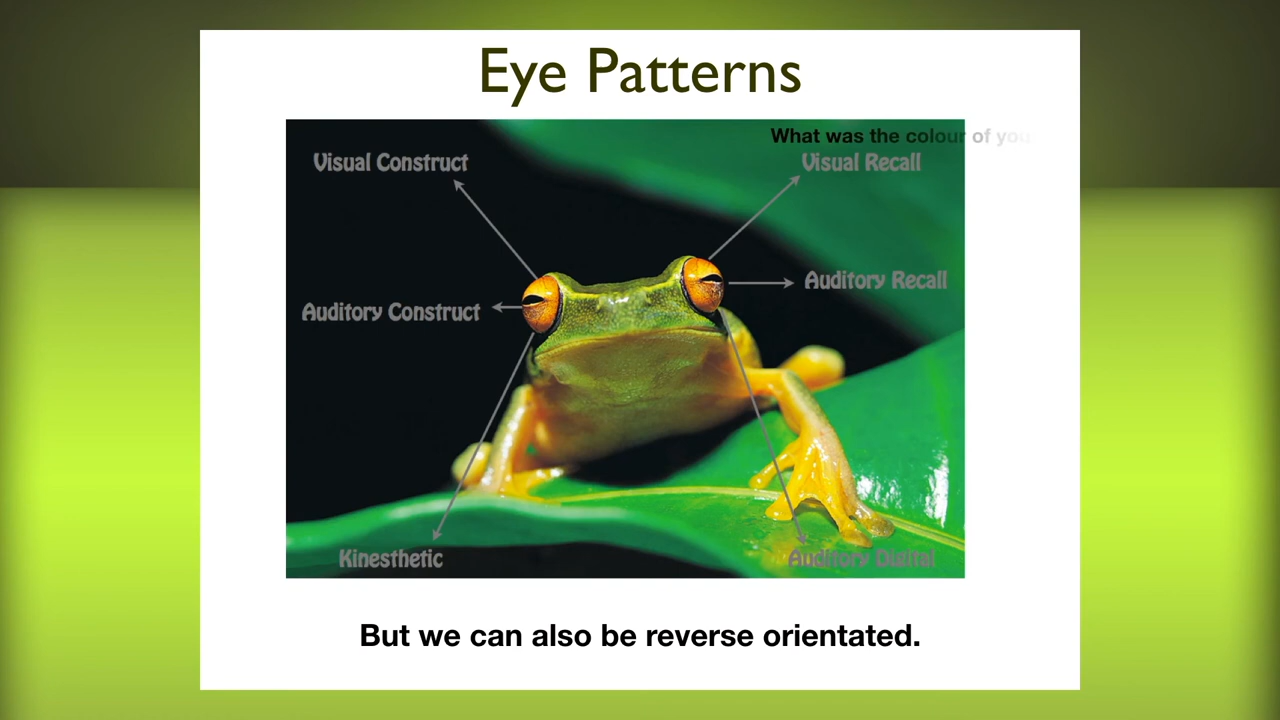 Eye Patterns
What was the colour of you
Visual Construct
Visual Recall
Auditory Recall
Auditory Construct
Kinesthetic
Auditory Digital
But we can also be reverse orientated.